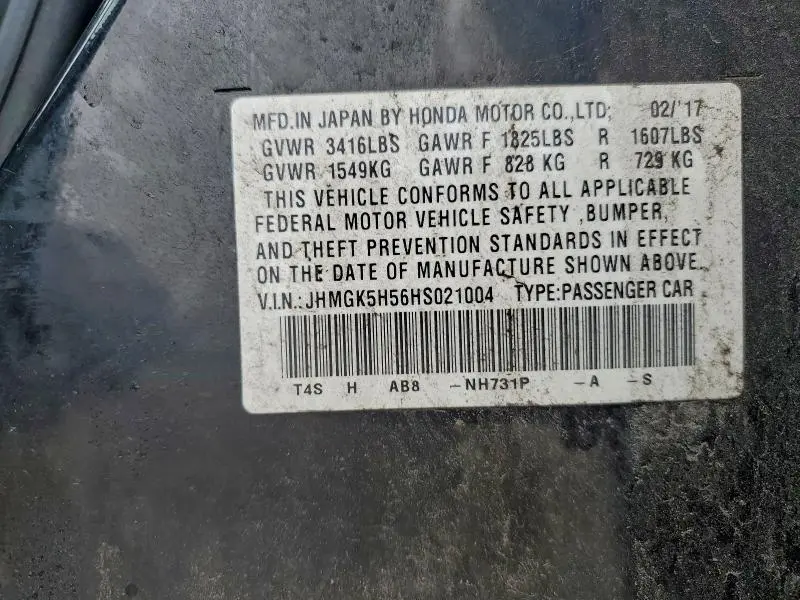 MFD.IN JAPAN BY HONDA MOTOR CO.,LTD; 02/'17
GVWR 3416LBS GAWR F 1825LBS R 1607LBS
GVWR 1549KG GAWR F 828 KG R 729 KG
THIS VEHICLE CONFORMS TO ALL APPLICABLE
FEDERAL MOTOR VEHICLE SAFETY ,BUMPER,
AND THEFT PREVENTION STANDARDS IN EFFECT
ON THE DATE OF MANUFACTURE SHOWN ABOVE.
V.I.N.:JHMGK5H56HS021004 TYPE:PASSENGER CAR
T4S H AB8 -NH731P -A -S